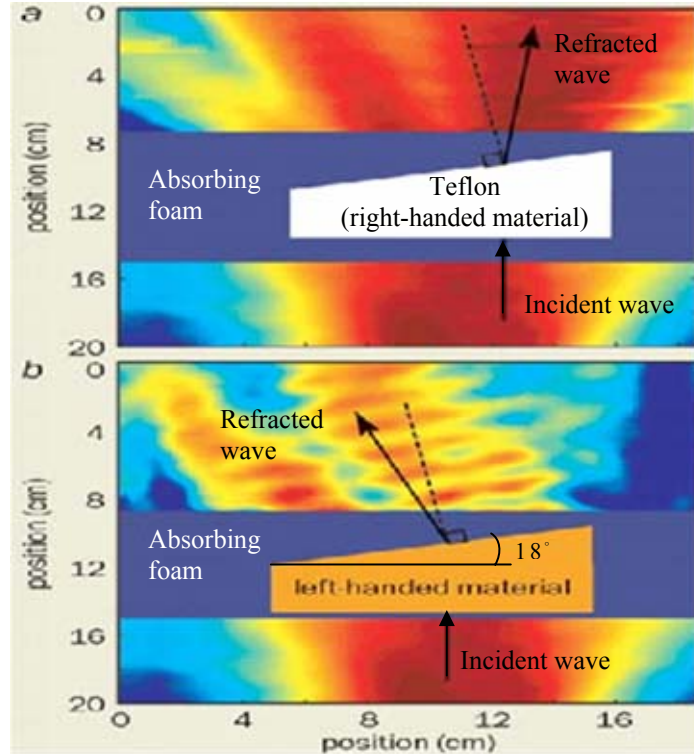 a
0
4
8
12
16
20
position (cm)
Refracted
wave
Absorbing
foam
Teflon
(right-handed material)
Incident wave
b
0
4
8
12
16
20
position (cm)
Refracted
wave
Absorbing
foam
18°
left-handed material
Incident wave
0 4 8 12 16
position (cm)